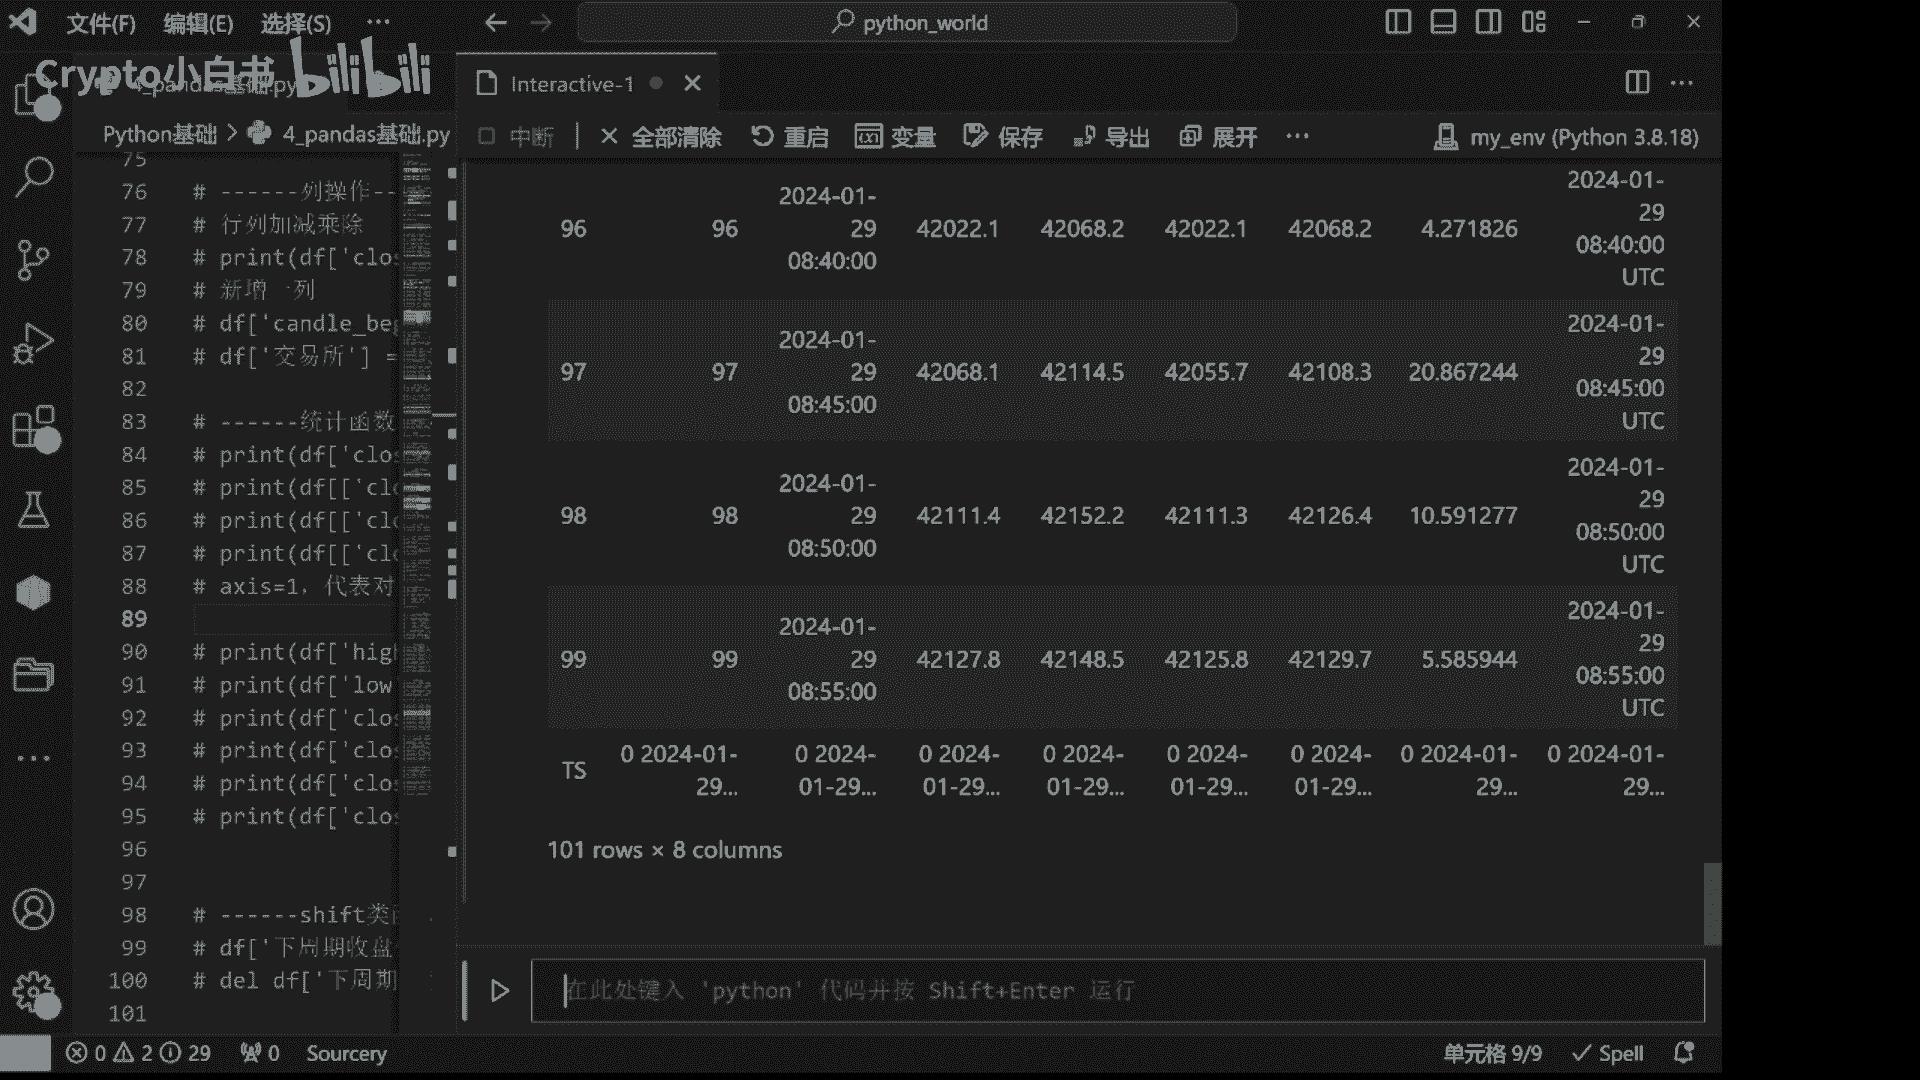 文件(F) 编辑(E) 选择(S) ··· python_world
Crypto小白书 bilibili
4_pandas基础.py
Interactive-1
Python基础 > 4_pandas基础.py
中断 全部清除 重启 变量 保存 导出 展开 ··· my_env (Python 3.8.18)
75
76 # ------列操作--
77 # 行列加减乘除
78 # print(df['clos
79 # 新增一列
80 # df['candle_beg
81 # df['交易所'] =
82
83 # ------统计函数
84 # print(df['clos
85 # print(df[['clo
86 # print(df[['clo
87 # print(df[['clo
88 # axis=1, 代表对
89
90 # print(df['high
91 # print(df['low
92 # print(df['clos
93 # print(df['clos
94 # print(df['clos
95 # print(df['clos
96
97
98 # ------shift类
99 # df['下周期收盘
100 # del df['下周期
101
96 96 2024-01-29 08:40:00 42022.1 42068.2 42022.1 42068.2 4.271826 2024-01-29 08:40:00 UTC
97 97 2024-01-29 08:45:00 42068.1 42114.5 42055.7 42108.3 20.867244 2024-01-29 08:45:00 UTC
98 98 2024-01-29 08:50:00 42111.4 42152.2 42111.3 42126.4 10.591277 2024-01-29 08:50:00 UTC
99 99 2024-01-29 08:55:00 42127.8 42148.5 42125.8 42129.7 5.585944 2024-01-29 08:55:00 UTC
TS 0 2024-01-29... 0 2024-01-29... 0 2024-01-29... 0 2024-01-29... 0 2024-01-29... 0 2024-01-29... 0 2024-01-29... 0 2024-01-29...
101 rows × 8 columns
在此处键入 'python' 代码并按 Shift+Enter 运行
0 2 29 0 Sourcery 单元格 9/9 Spell